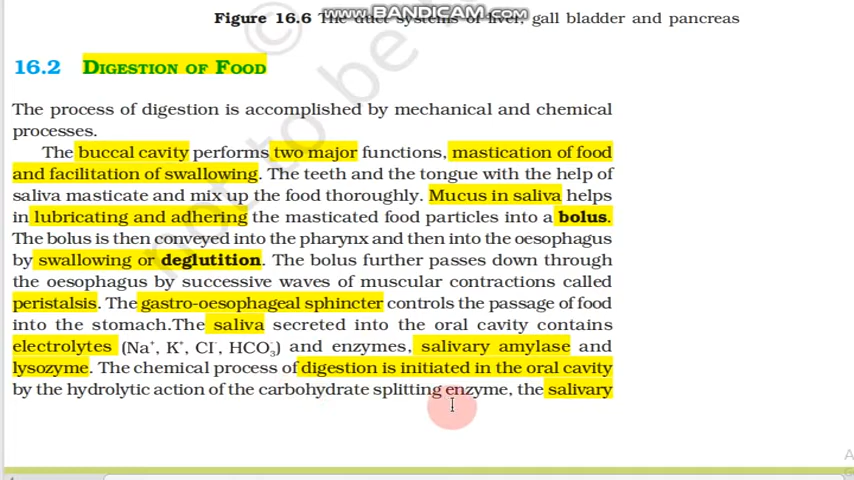 www.BANDICAM.com
Figure 16.6 The duct systems of liver, gall bladder and pancreas
16.2 DIGESTION OF FOOD
The process of digestion is accomplished by mechanical and chemical
processes.
The buccal cavity performs two major functions, mastication of food
and facilitation of swallowing. The teeth and the tongue with the help of
saliva masticate and mix up the food thoroughly. Mucus in saliva helps
in lubricating and adhering the masticated food particles into a bolus.
The bolus is then conveyed into the pharynx and then into the oesophagus
by swallowing or deglutition. The bolus further passes down through
the oesophagus by successive waves of muscular contractions called
peristalsis. The gastro-oesophageal sphincter controls the passage of food
into the stomach.The saliva secreted into the oral cavity contains
electrolytes (Na⁺, K⁺, Cl⁻, HCO₃⁻) and enzymes, salivary amylase and
lysozyme. The chemical process of digestion is initiated in the oral cavity
by the hydrolytic action of the carbohydrate splitting enzyme, the salivary
© not to be